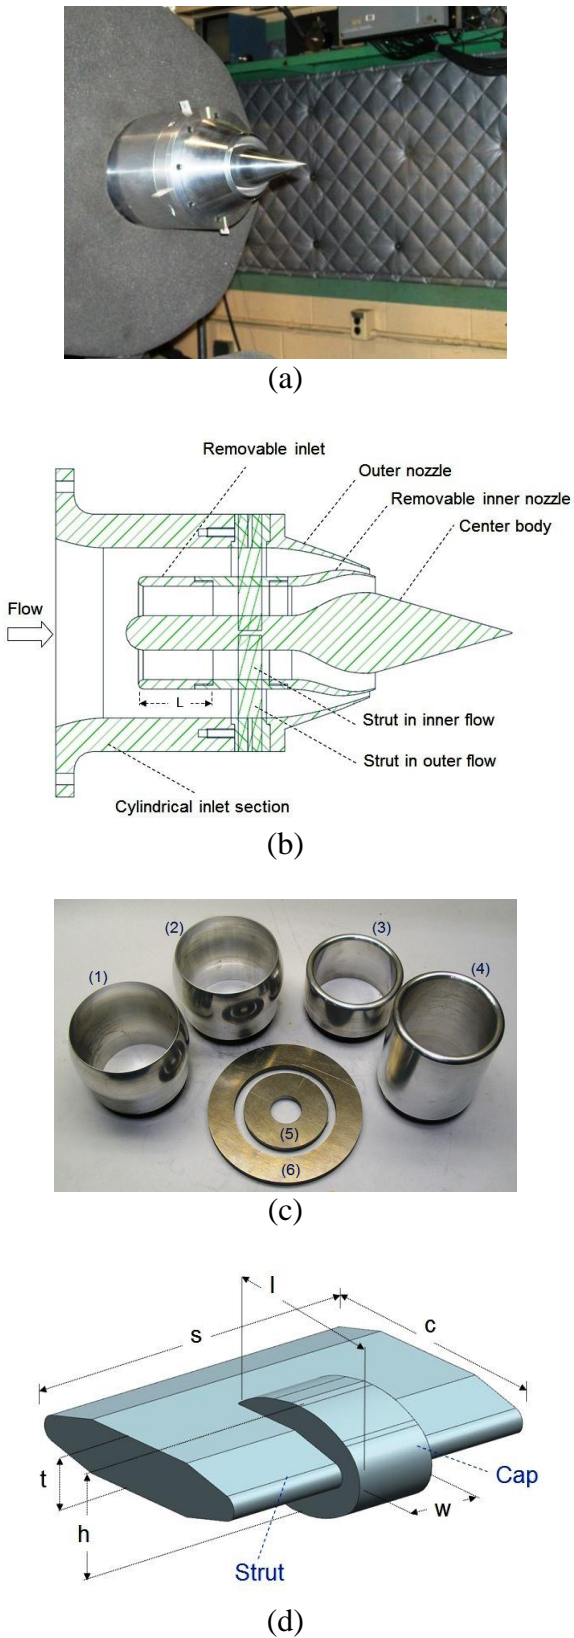 (a)
Removable inlet
Outer nozzle
Removable inner nozzle
Center body
Flow
L
Strut in inner flow
Strut in outer flow
Cylindrical inlet section
(b)
(2)
(3)
(1)
(4)
(5)
(6)
(c)
l
s
c
t
Cap
w
h
Strut
(d)